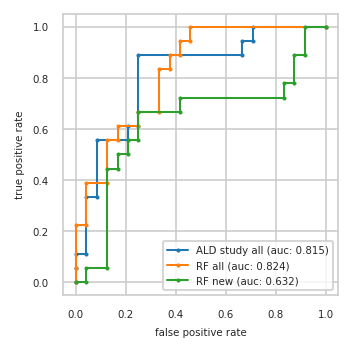 1.0
0.8
0.6
0.4
0.2
0.0
true positive rate
ALD study all (auc: 0.815)
RF all (auc: 0.824)
RF new (auc: 0.632)
0.0 0.2 0.4 0.6 0.8 1.0
false positive rate